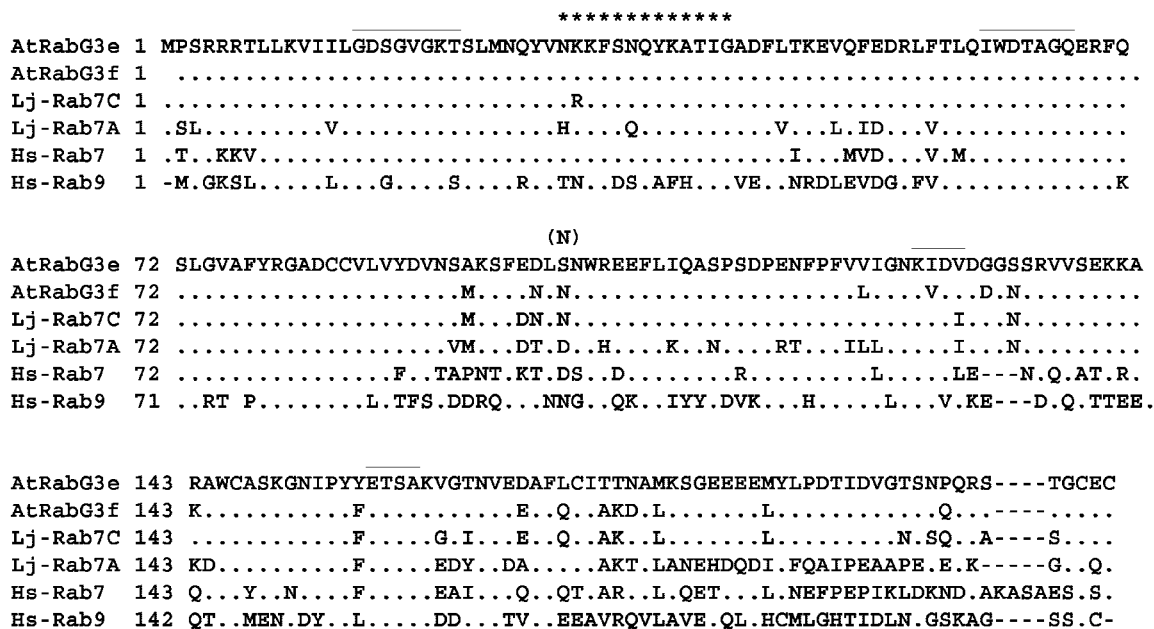 *************
AtRabG3e 1 MPSRRRTLLKVIILGDSGVGKTSLMNQYVNKKFSNQYKATIGADFLTKEVQFEDRLFTLQIWDTAGQERFQ
AtRabG3f 1 .......................................................................
Lj-Rab7C 1 ..............................R........................................
Lj-Rab7A 1 .SL.........V................H....Q..........V...L.ID...V..............
Hs-Rab7 1 .T..KKV.......................................I...MVD...V.M............
Hs-Rab9 1 -M.GKSL.....L...G....S....R..TN..DS.AFH...VE..NRDLEVDG.FV.............K
(N)
AtRabG3e 72 SLGVAFYRGADCCVLVYDVNSAKSFEDLSNWREEFLIQASPSDPENFPFVVIGNKIDVDGGSSRVVSEKKA
AtRabG3f 72 .....................M....N.N......................L....V...D.N.........
Lj-Rab7C 72 .....................M...DN.N............................I...N.........
Lj-Rab7A 72 ....................VM...DT.D..H....K..N....RT...ILL.....I...N.........
Hs-Rab7 72 ................F..TAPNT.KT.DS..D........R.........L.....LE---N.Q.AT.R.
Hs-Rab9 71 ..RT P.........L.TFS.DDRQ...NNG..QK..IYY.DVK...H.....L...V.KE---D.Q.TTEE.
AtRabG3e 143 RAWCASKGNIPYYETSAKVGTNVEDAFLCITTNAMKSGEEEEMYLPDTIDVGTSNPQRS----TGCEC
AtRabG3f 143 K...........F...........E..Q..AKD.L.......L............Q...----.....
Lj-Rab7C 143 ............F.....G.I...E..Q..AK..L.......L..........N.SQ..A----S....
Lj-Rab7A 143 KD..........F.....EDY..DA.....AKT.LANEHDQDI.FQAIPEAAPE.E.K-----G..Q.
Hs-Rab7 143 Q...Y..N....F.....EAI...Q..QT.AR..L.QET...L.NEFPEPIKLDKND.AKASAES.S.
Hs-Rab9 142 QT..MEN.DY..L.....DD...TV..EEAVRQVLAVE.QL.HCMLGHTIDLN.GSKAG----SS.C-